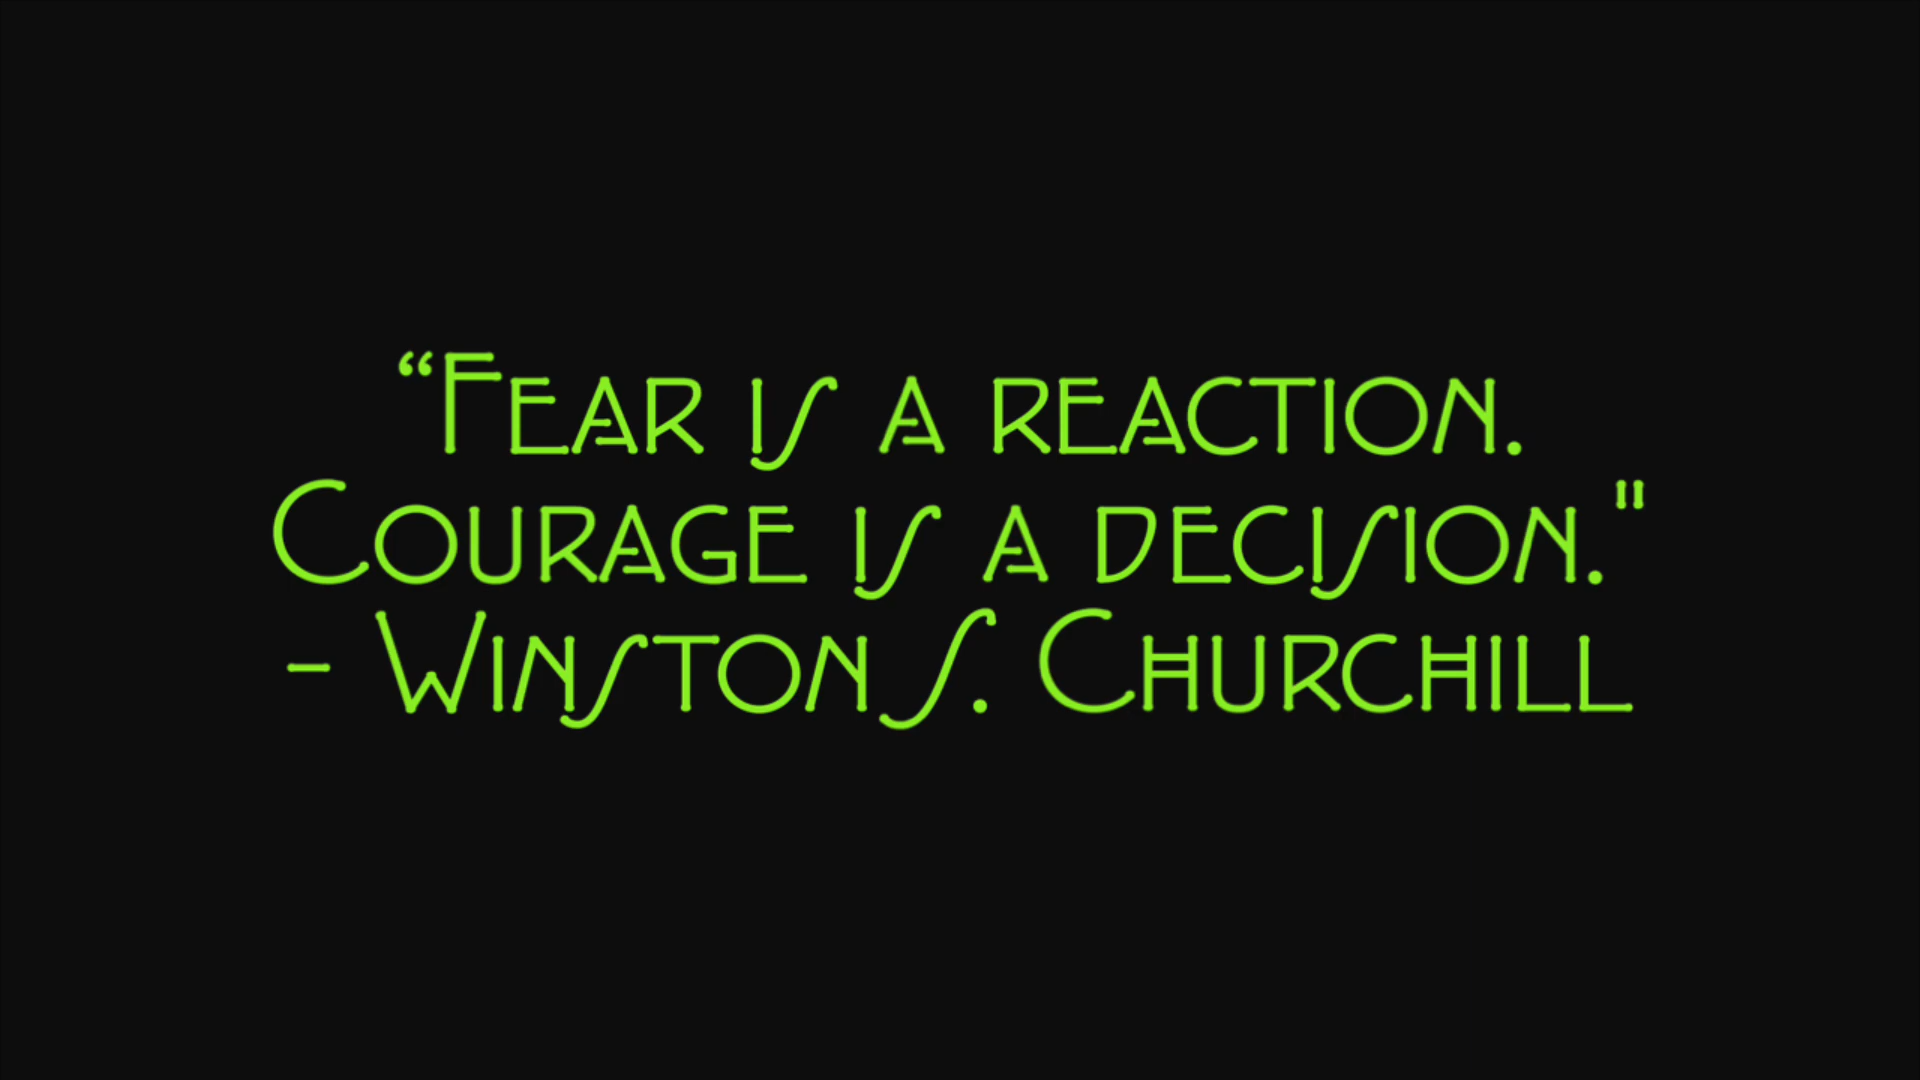 “Fear is a reaction.
Courage is a decision."
- Winston S. Churchill